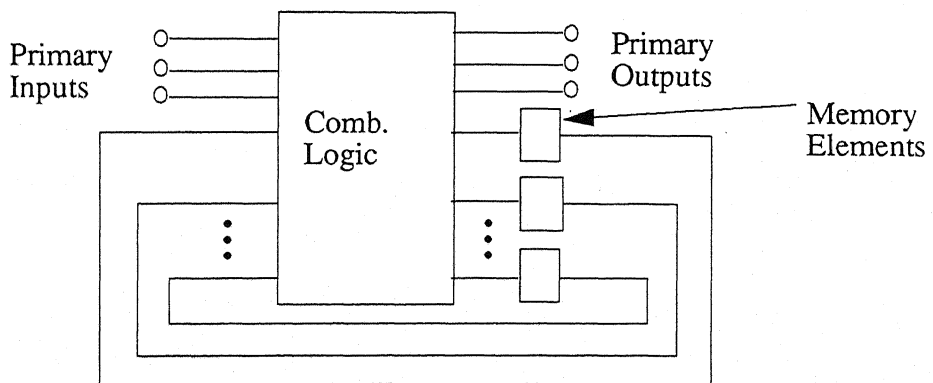 Primary
Inputs
Comb.
Logic
Primary
Outputs
Memory
Elements